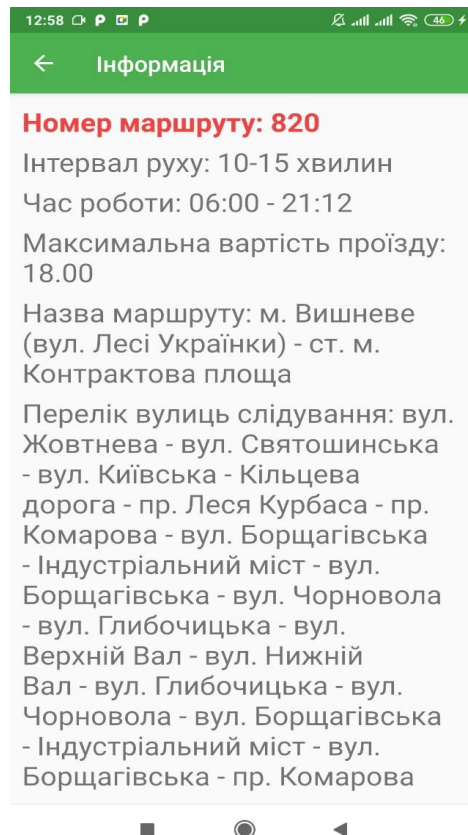 12:58
46
Інформація
Номер маршруту: 820
Інтервал руху: 10-15 хвилин
Час роботи: 06:00 - 21:12
Максимальна вартість проїзду:
18.00
Назва маршруту: м. Вишневе
(вул. Лесі Українки) - ст. м.
Контрактова площа
Перелік вулиць слідування: вул.
Жовтнева - вул. Святошинська
- вул. Київська - Кільцева
дорога - пр. Леся Курбаса - пр.
Комарова - вул. Борщагівська
- Індустріальний міст - вул.
Борщагівська - вул. Чорновола
- вул. Глибочицька - вул.
Верхній Вал - вул. Нижній
Вал - вул. Глибочицька - вул.
Чорновола - вул. Борщагівська
- Індустріальний міст - вул.
Борщагівська - пр. Комарова